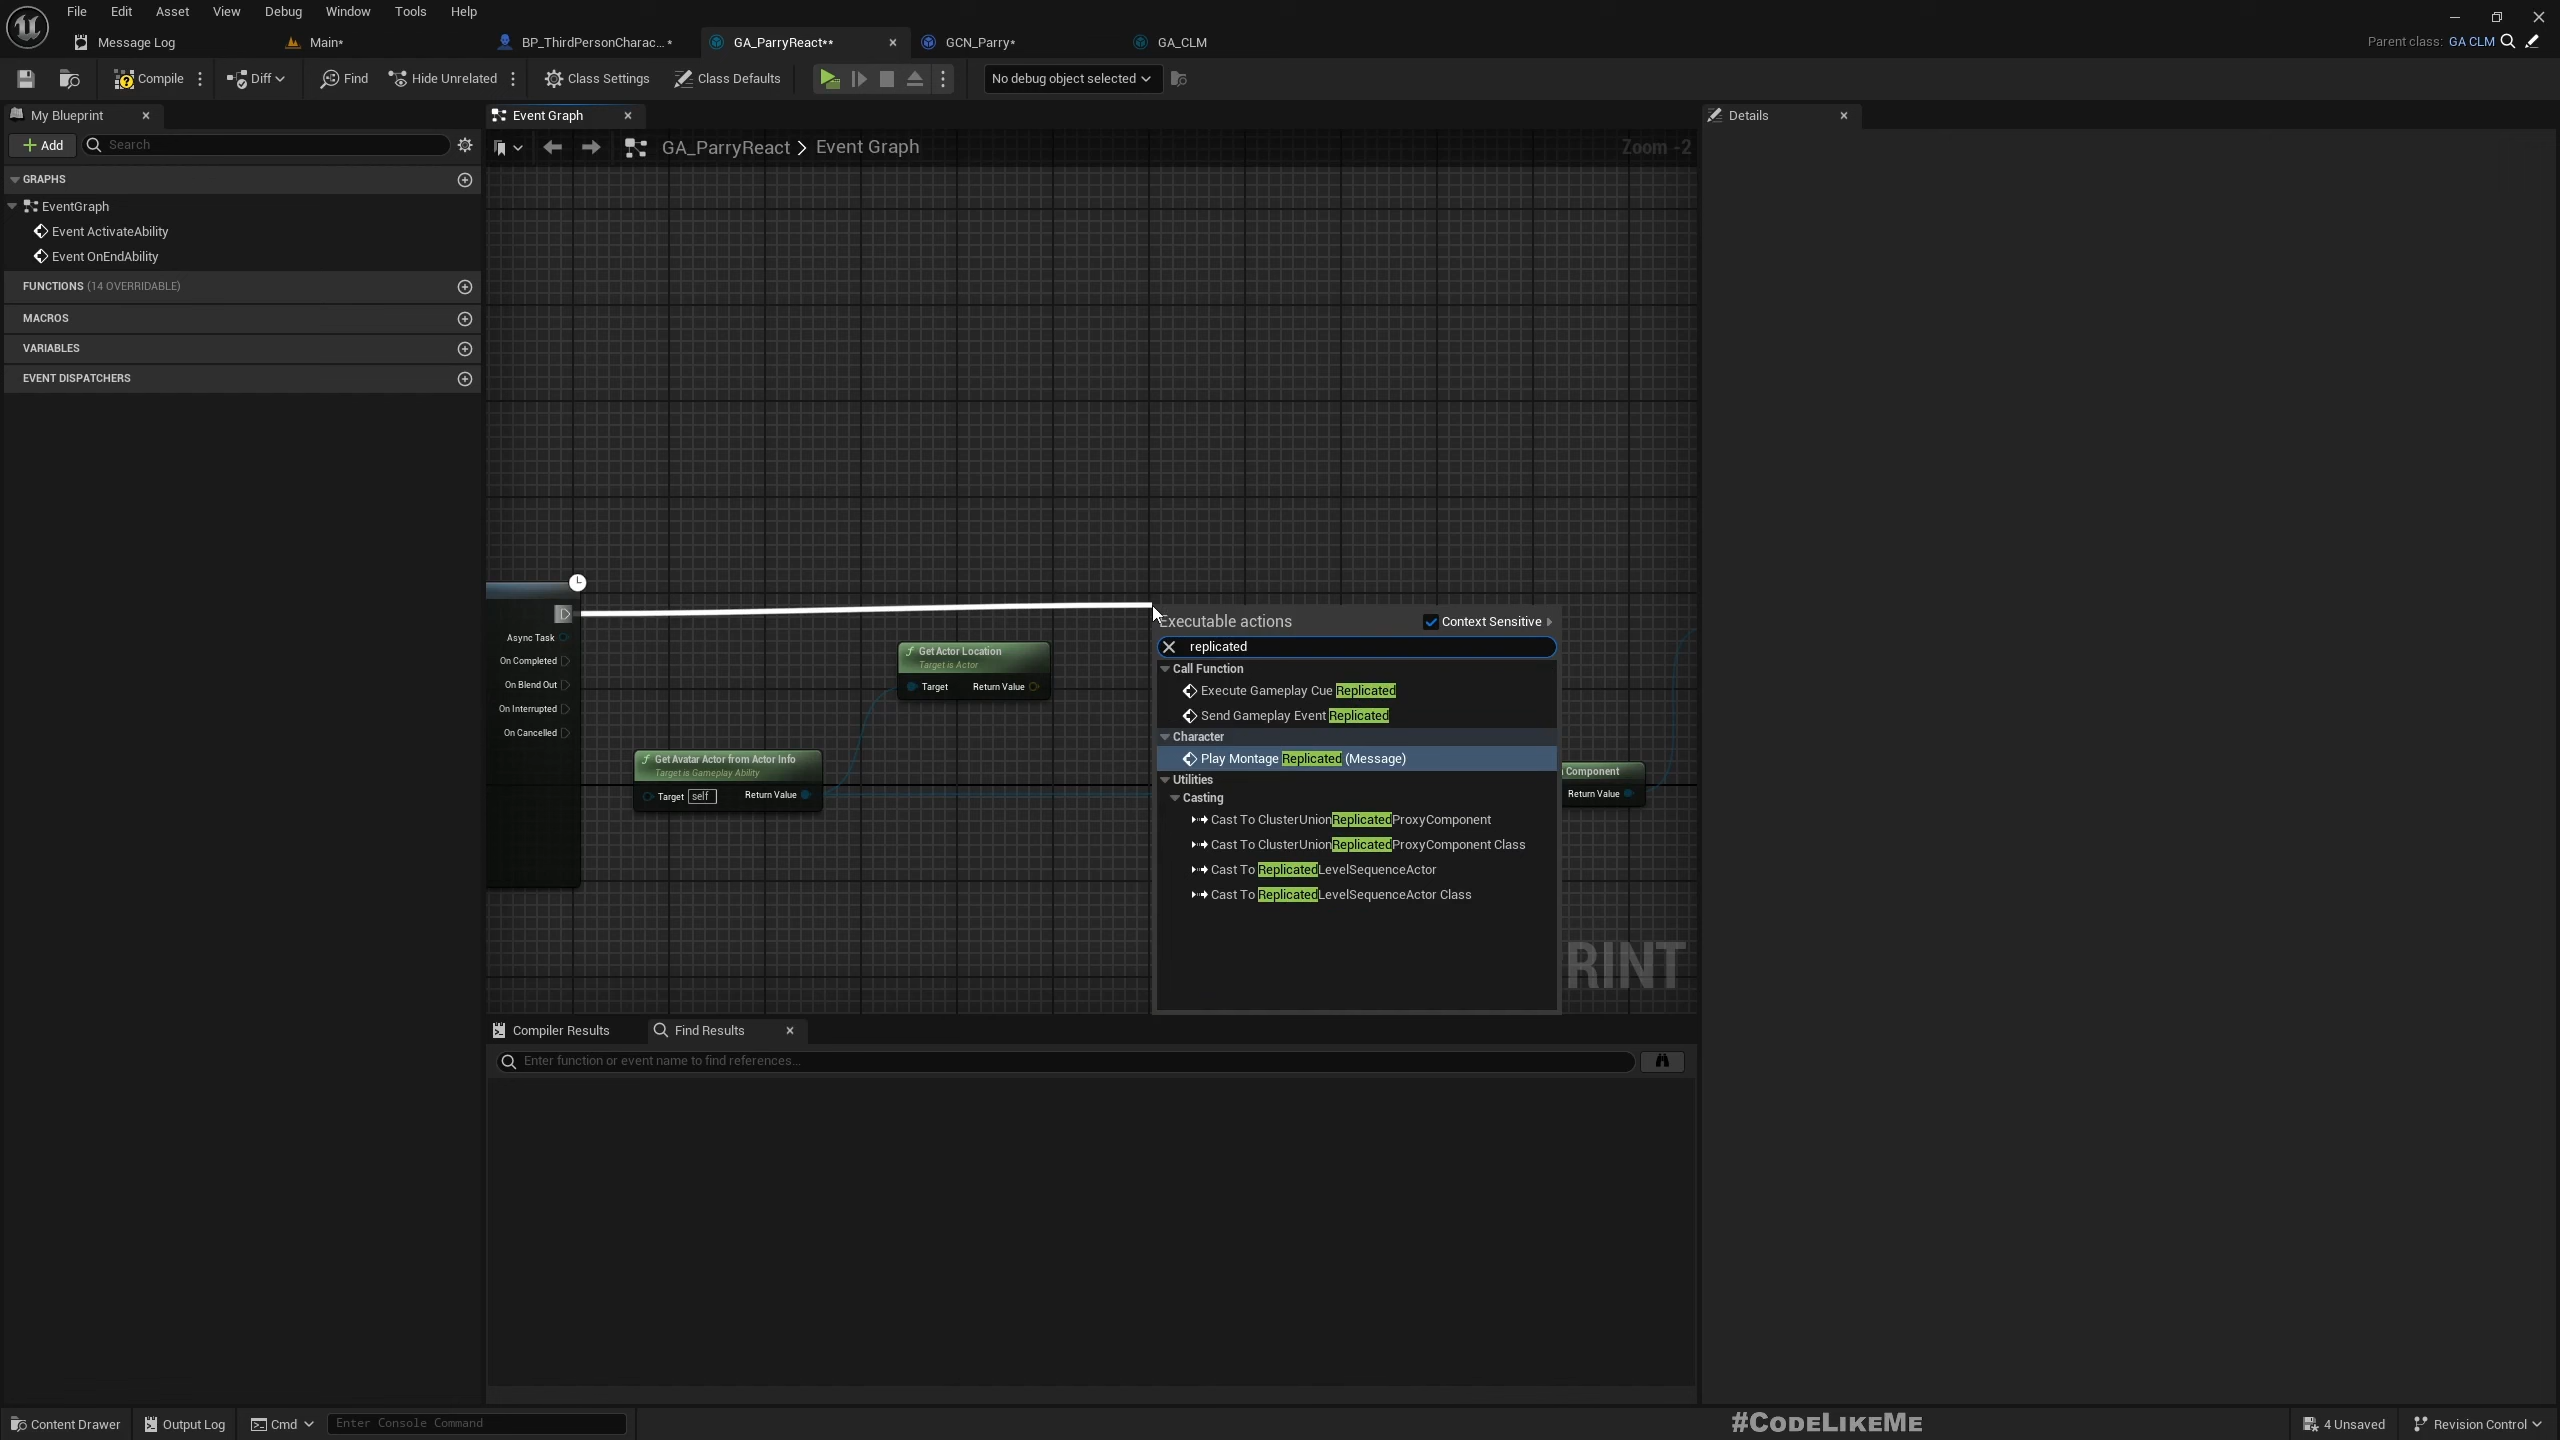 File Edit Asset View Debug Window Tools Help
Message Log
Main*
BP_ThirdPersonCharac… *
GA_ParryReact**
GCN_Parry*
GA_CLM
Parent class: GA CLM
Compile
Diff
Find
Hide Unrelated
Class Settings
Class Defaults
No debug object selected
My Blueprint
Event Graph
Details
Add
Search
GA_ParryReact > Event Graph
Zoom -2
GRAPHS
EventGraph
Event ActivateAbility
Event OnEndAbility
FUNCTIONS (14 OVERRIDABLE)
MACROS
VARIABLES
EVENT DISPATCHERS
Async Task
On Completed
On Blend Out
On Interrupted
On Cancelled
Get Actor Location
Target is Actor
Target
Return Value
Get Avatar Actor from Actor Info
Target is Gameplay Ability
Target self
Return Value
Executable actions
Context Sensitive
replicated
Call Function
Execute Gameplay Cue Replicated
Send Gameplay Event Replicated
Character
Play Montage Replicated (Message)
Utilities
Casting
Cast To ClusterUnionReplicatedProxyComponent
Cast To ClusterUnionReplicatedProxyComponent Class
Cast To ReplicatedLevelSequenceActor
Cast To ReplicatedLevelSequenceActor Class
Component
Return Value
RINT
Compiler Results
Find Results
Enter function or event name to find references...
Content Drawer
Output Log
Cmd
Enter Console Command
#CodeLikeMe
4 Unsaved
Revision Control